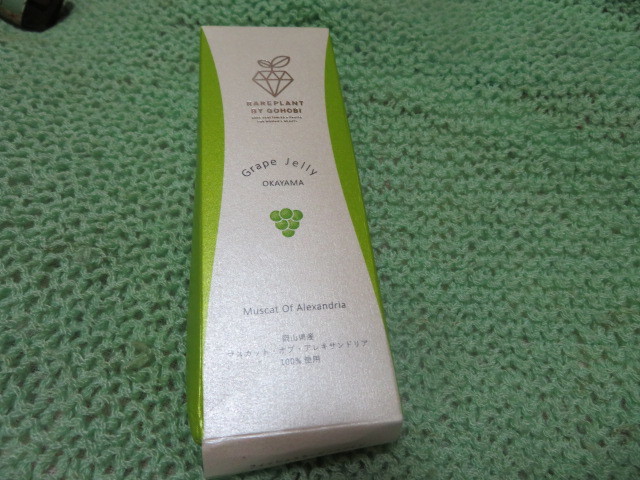 RAREPLANT
BY GOHOBI
Grape Jelly
OKAYAMA
Muscat Of Alexandria
岡山県産
マスカット・オブ・アレキサンドリア
100%使用